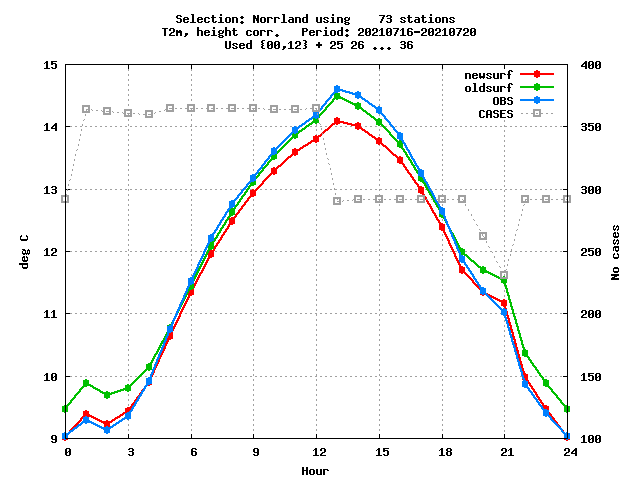 Selection: Norrland using    73 stations
T2m, height corr.   Period: 20210716-20210720
Used {00,12} + 25 26 ... 36
15
14
13
12
11
10
9
400
350
300
250
200
150
100
newsurf
oldsurf
OBS
CASES
deg C
No cases
0 3 6 9 12 15 18 21 24
Hour